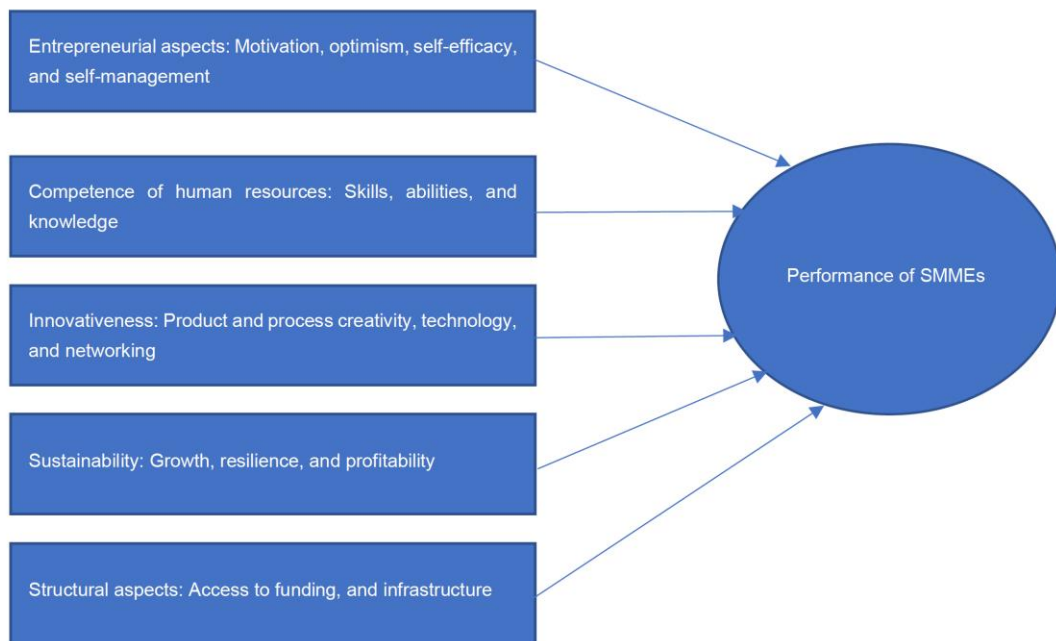 Entrepreneurial aspects: Motivation, optimism, self-efficacy,
and self-management
Competence of human resources: Skills, abilities, and
knowledge
Performance of SMMEs
Innovativeness: Product and process creativity, technology,
and networking
Sustainability: Growth, resilience, and profitability
Structural aspects: Access to funding, and infrastructure